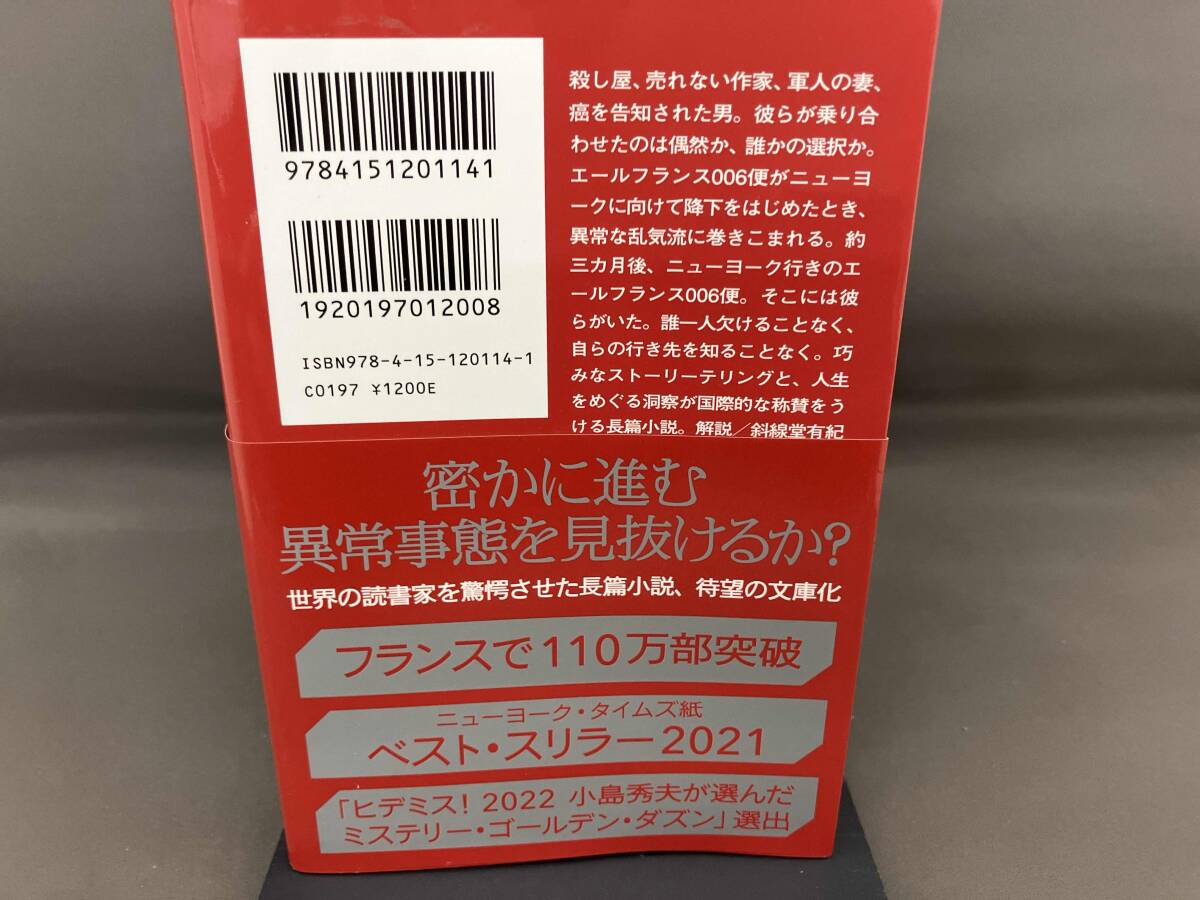 9784151201141
1920197012008
ISBN978-4-15-120114-1
C0197 ¥1200E
殺し屋、売れない作家、軍人の妻、
癌を告知された男。彼らが乗り合
わせたのは偶然か、誰かの選択か。
エールフランス006便がニューヨ
ークに向けて降下をはじめたとき、
異常な乱気流に巻きこまれる。約
三カ月後、ニューヨーク行きのエ
ールフランス006便。そこには彼
らがいた。誰一人欠けることなく、
自らの行き先を知ることなく。巧
みなストーリーテリングと、人生
をめぐる洞察が国際的な称賛をう
ける長篇小説。解説／斜線堂有紀
密かに進む
異常事態を見抜けるか?
世界の読書家を驚愕させた長篇小説、待望の文庫化
フランスで110万部突破
ニューヨーク・タイムズ紙
ベスト・スリラー2021
「ヒデミス! 2022 小島秀夫が選んだ
ミステリー・ゴールデン・ダズン」選出